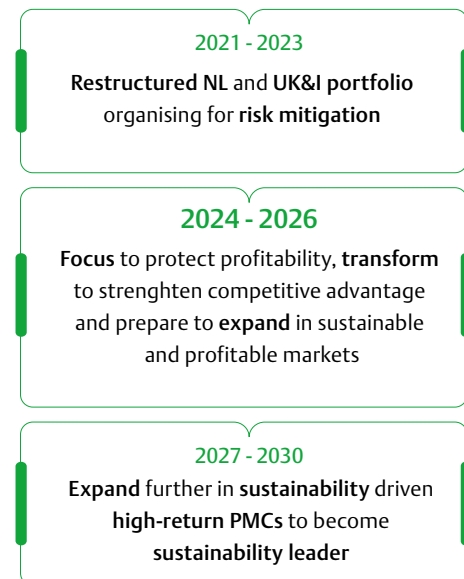 2021 - 2023
Restructured NL and UK&I portfolio
organising for risk mitigation
2024 - 2026
Focus to protect profitability, transform
to strenghten competitive advantage
and prepare to expand in sustainable
and profitable markets
2027 - 2030
Expand further in sustainability driven
high-return PMCs to become
sustainability leader